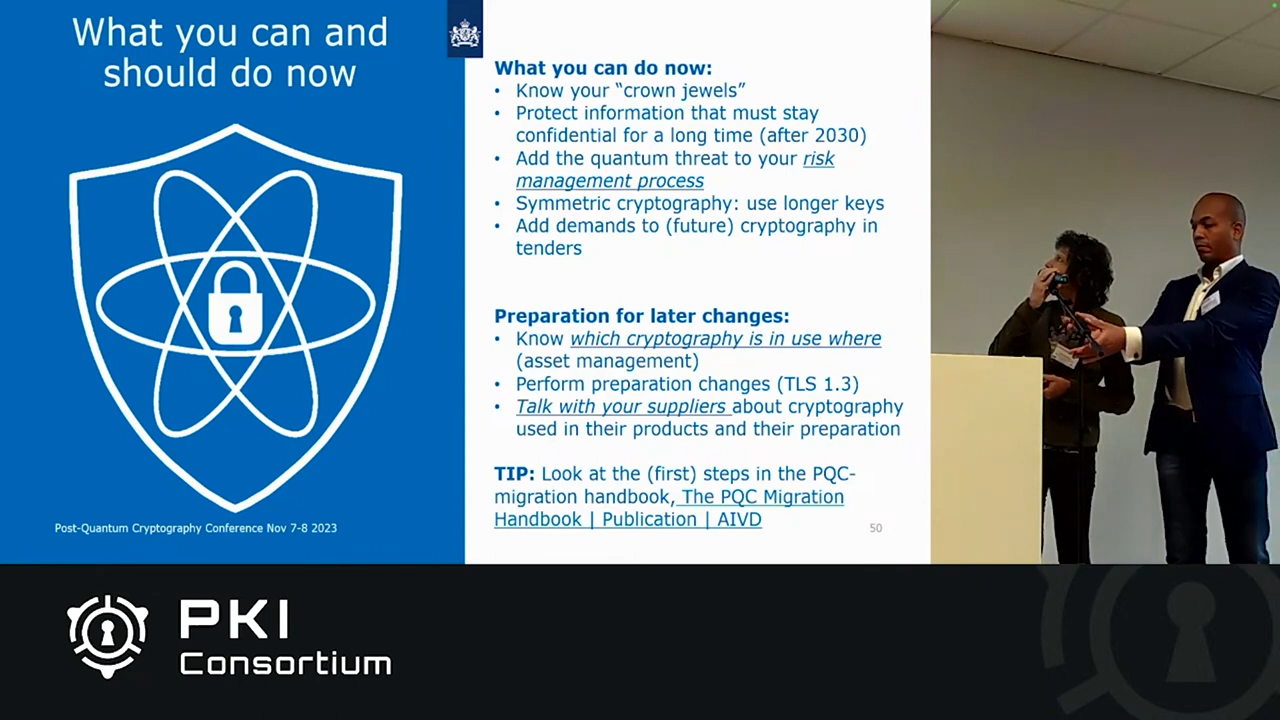 What you can and
should do now
Post-Quantum Cryptography Conference Nov 7-8 2023
What you can do now:
• Know your “crown jewels”
• Protect information that must stay
confidential for a long time (after 2030)
• Add the quantum threat to your risk
management process
• Symmetric cryptography: use longer keys
• Add demands to (future) cryptography in
tenders
Preparation for later changes:
• Know which cryptography is in use where
(asset management)
• Perform preparation changes (TLS 1.3)
• Talk with your suppliers about cryptography
used in their products and their preparation
TIP: Look at the (first) steps in the PQC-
migration handbook, The PQC Migration
Handbook | Publication | AIVD
50
PKI
Consortium